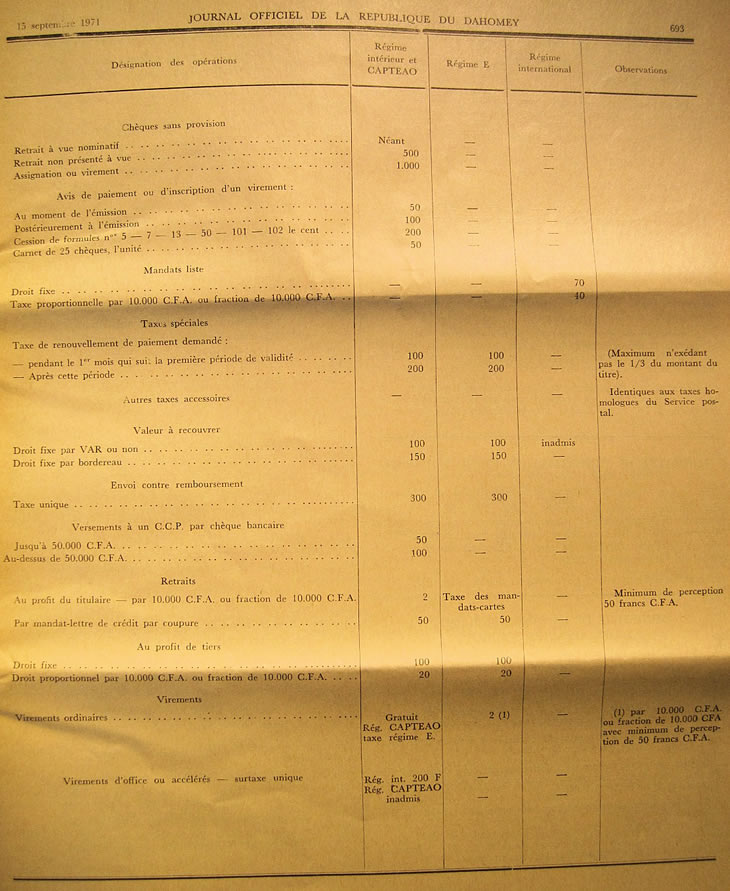 15 septembre 1971 JOURNAL OFFICIEL DE LA REPUBLIQUE DU DAHOMEY 693
Désignation des opérations
Régime
intérieur et
CAPTEAO
Régime E
Régime
international
Observations
Chèques sans provision
Retrait à vue nominatif . . . . Néant — —
Retrait non présenté à vue . . . . 500 — —
Assignation ou virement . . . . 1.000 — —
Avis de paiement ou d'inscription d'un virement :
Au moment de l'émission . . . . 50 — —
Postérieurement à l'émission . . . . 100 — —
Cession de formules nos 5 — 7 — 13 — 50 — 101 — 102 le cent . . . . 200 — —
Carnet de 25 chèques, l'unité . . . . 50 — —
Mandats liste
Droit fixe . . . . — — 70
Taxe proportionnelle par 10.000 C.F.A. ou fraction de 10.000 C.F.A. . . — — 40
Taxes spéciales
Taxe de renouvellement de paiement demandé :
— pendant le 1er mois qui suit la première période de validité . . . . 100 100 —
— Après cette période . . . . 200 200 —
(Maximum n'exédant
pas le 1/3 du montant du
titre).
Autres taxes accessoires — — —
Identiques aux taxes ho-
mologues du Service pos-
tal.
Valeur à recouvrer
Droit fixe par VAR ou non . . . . 100 100 inadmis
Droit fixe par bordereau . . . . 150 150 —
Envoi contre remboursement
Taxe unique . . . . 300 300 —
Versements à un C.C.P. par chèque bancaire
Jusqu'à 50.000 C.F.A. . . . . 50 — —
Au-dessus de 50.000 C.F.A. . . . . 100 — —
Retraits
Au profit du titulaire — par 10.000 C.F.A. ou fraction de 10.000 C.F.A. 2 Taxe des man-
dats-cartes —
Minimum de perception
50 francs C.F.A.
Par mandat-lettre de crédit par coupure . . . . 50 50 —
Au profit de tiers
Droit fixe . . . . 100 100
Droit proportionnel par 10.000 C.F.A. ou fraction de 10.000 C.F.A. . . . . 20 20 —
Virements
Virements ordinaires . . . . Gratuit
Rég. CAPTEAO
taxe régime E.
2 (1) —
(1) par 10.000 C.F.A.
ou fraction de 10.000 CFA
avec minimum de percep-
tion de 50 francs C.F.A.
Virements d'office ou accélérés — surtaxe unique Rég. int. 200 F — —
Rég. CAPTEAO
inadmis — —